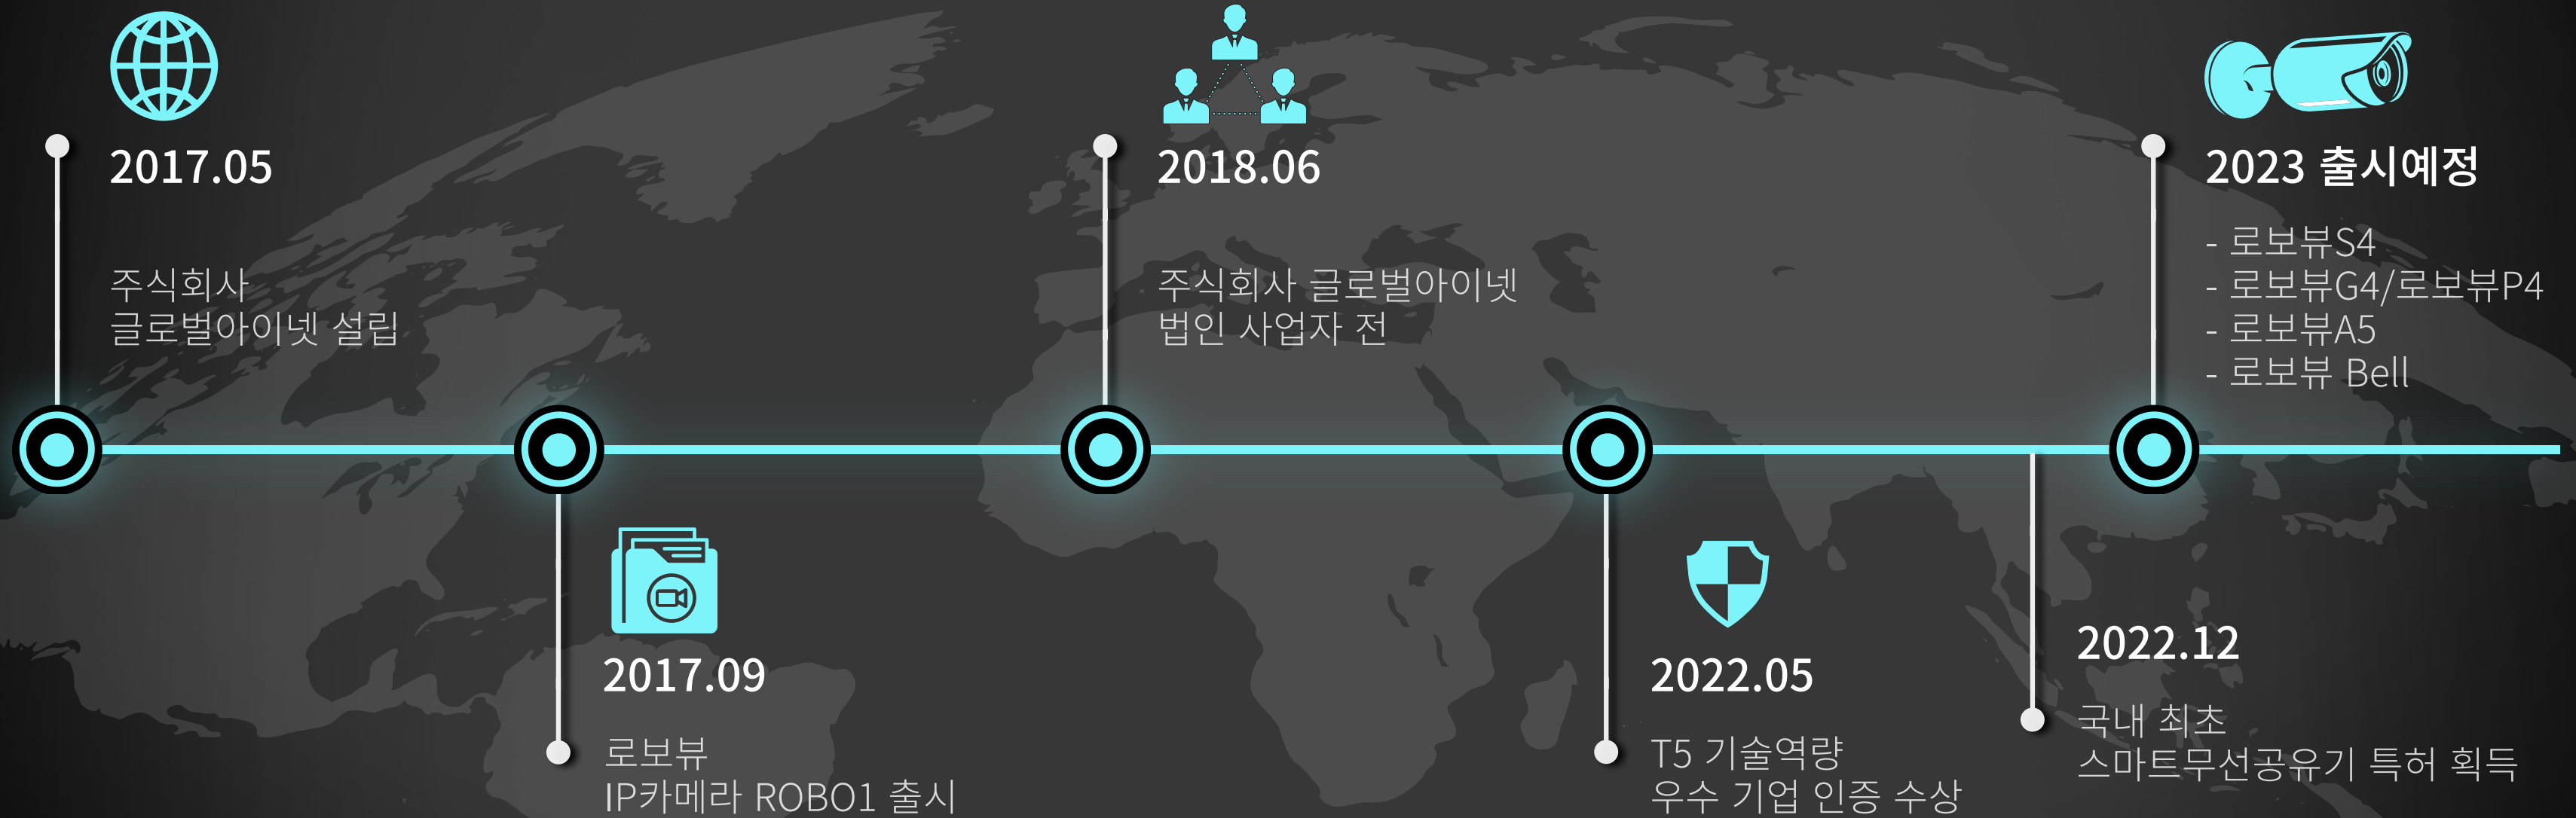 2017.05
주식회사
글로벌아이넷 설립
2017.09
로보뷰
IP카메라 ROBO1 출시
2018.06
주식회사 글로벌아이넷
법인 사업자 전
2022.05
T5 기술역량
우수 기업 인증 수상
2022.12
국내 최초
스마트무선공유기 특허 획득
2023 출시예정
- 로보뷰S4
- 로보뷰G4/로보뷰P4
- 로보뷰A5
- 로보뷰 Bell